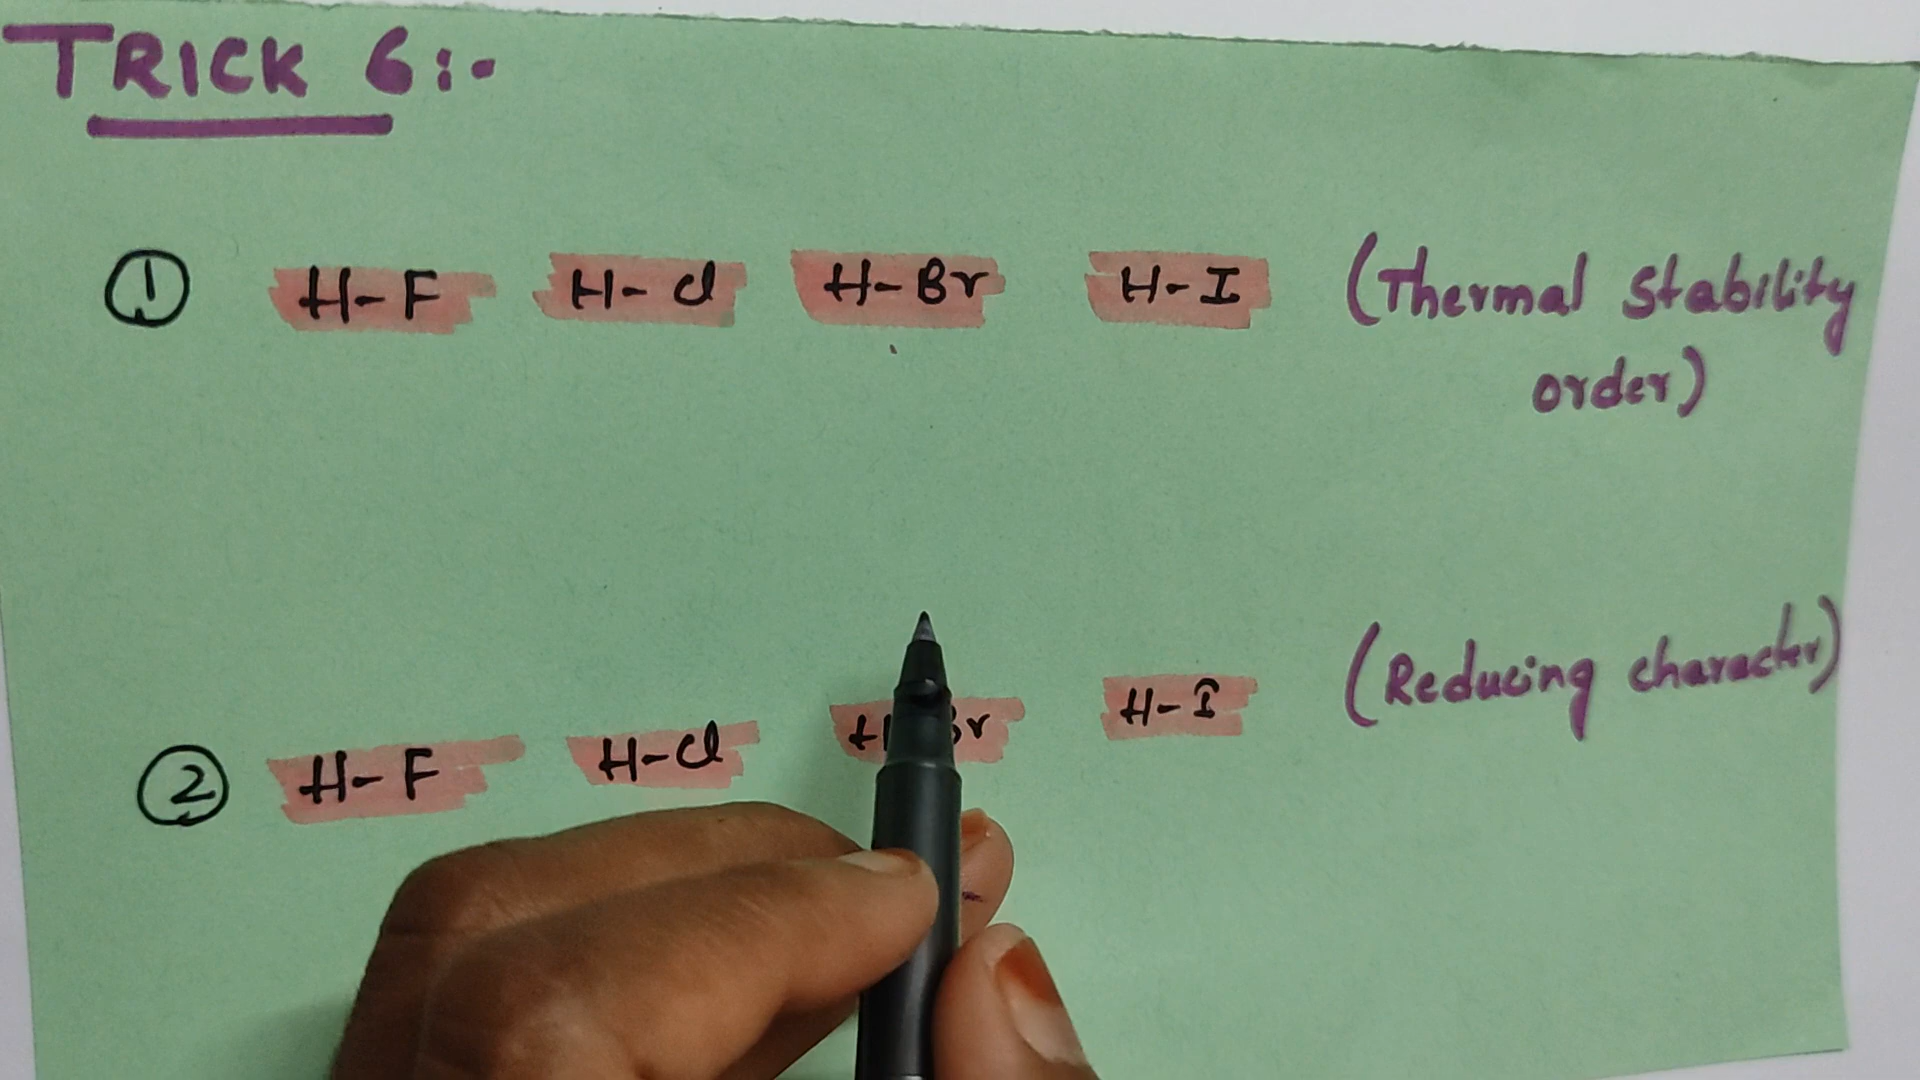 TRICK 6:-
① H-F H-Cl H-Br H-I (Thermal stability
order)
② H-F H-Cl H-I (Reducing character)